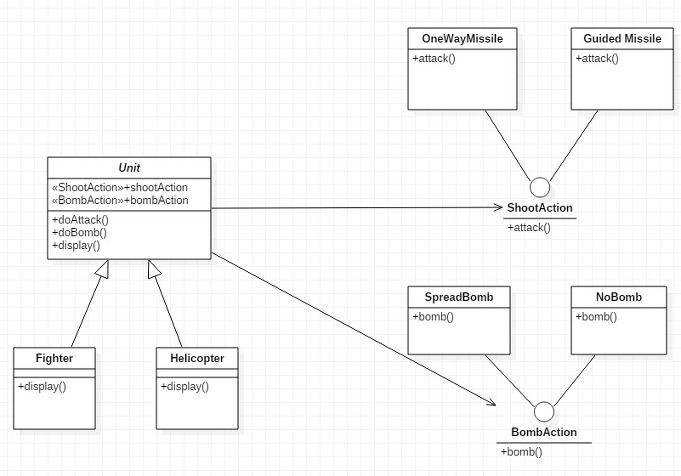 OneWayMissile
+attack()
Guided Missile
+attack()
Unit
«ShootAction»+shootAction
«BombAction»+bombAction
+doAttack()
+doBomb()
+display()
ShootAction
+attack()
SpreadBomb
+bomb()
NoBomb
+bomb()
Fighter
+display()
Helicopter
+display()
BombAction
+bomb()